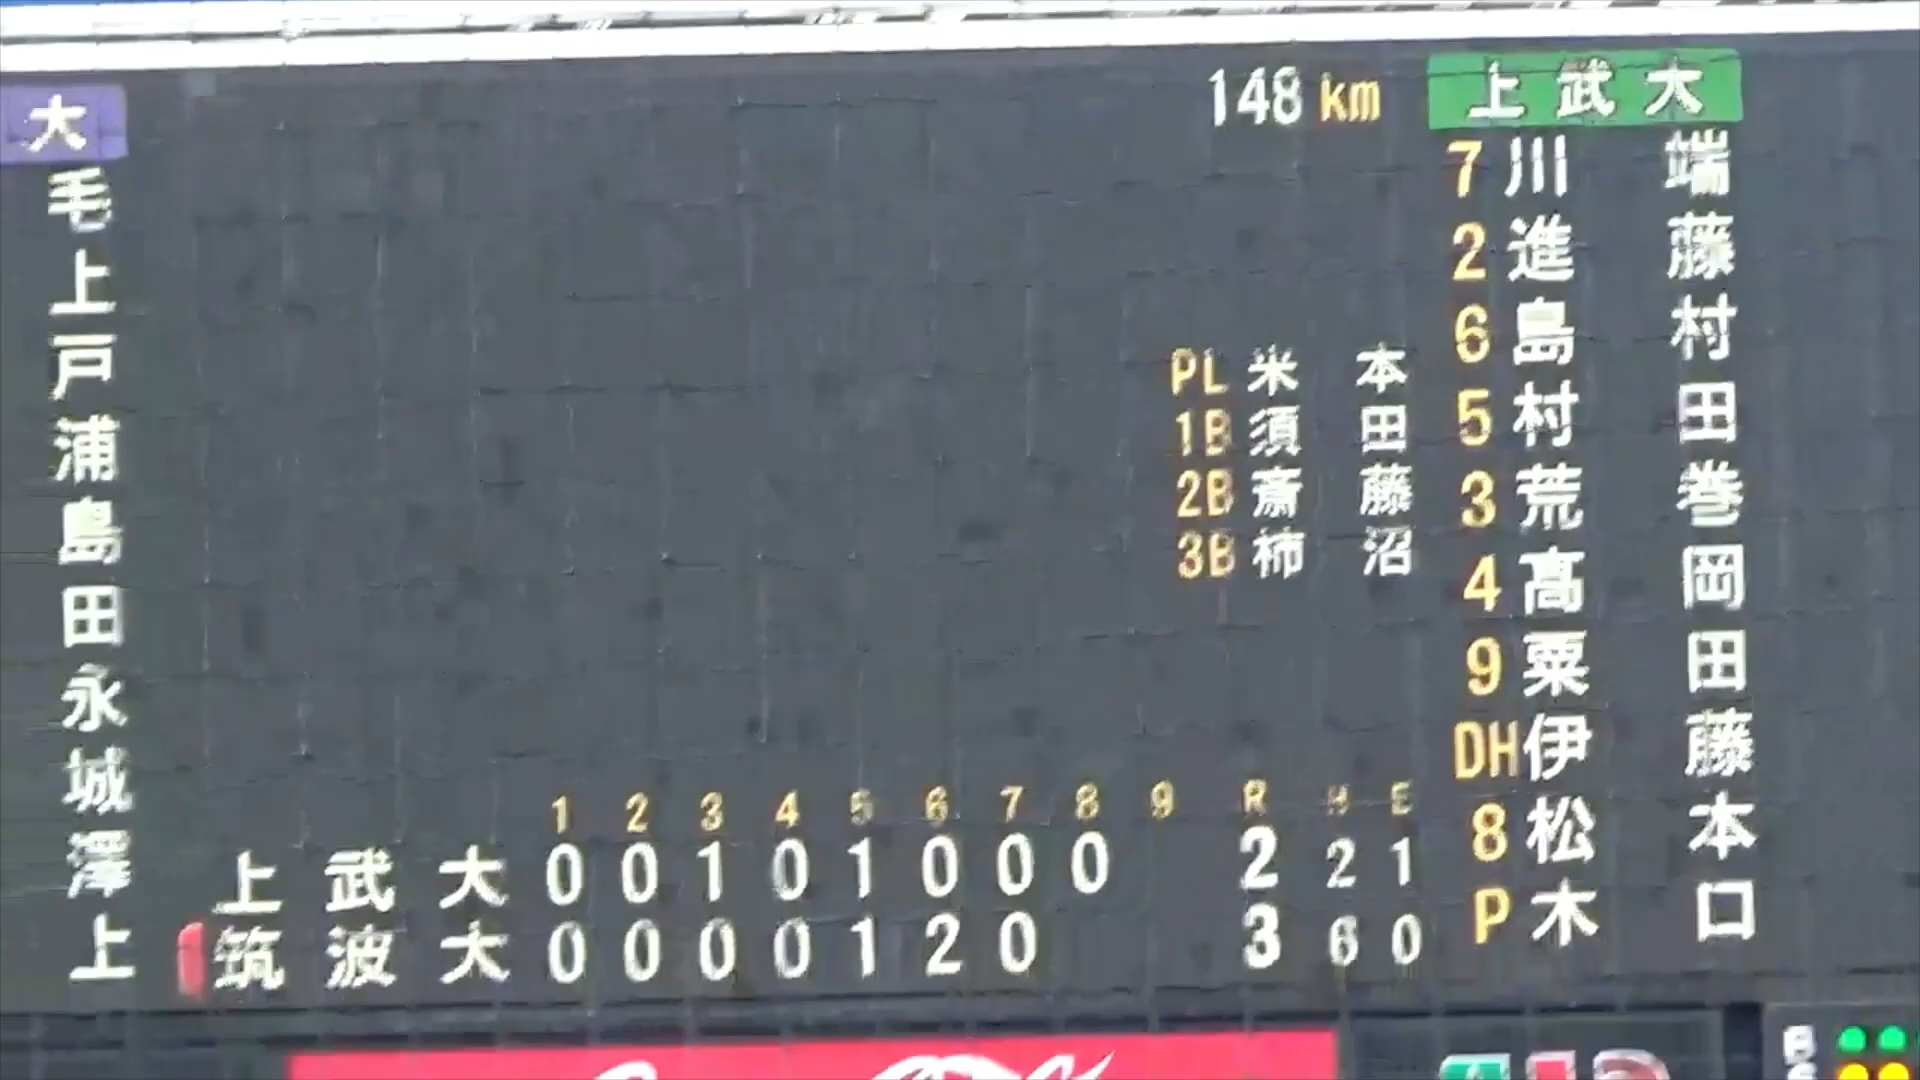 大
毛
上
戸
浦
島
田
永
城
澤
上
148 km
PL 米本
1B 須田
2B 斎藤
3B 柿沼
上武大
7 川端
2 進藤
6 島村
5 村田
3 荒巻
4 髙岡
9 粟田
DH 伊藤
8 松本
P 木口
1 2 3 4 5 6 7 8 9 R H E
上武大 0 0 1 0 1 0 0 0 2 2 1
筑波大 0 0 0 0 1 2 0 3 6 0
B